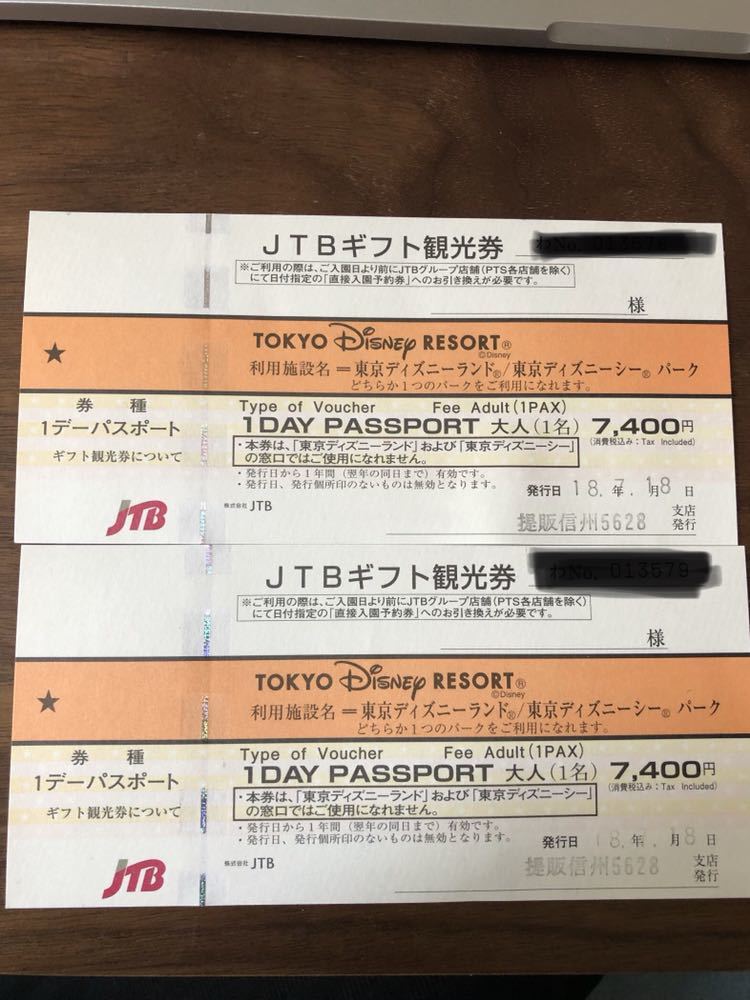 JTBギフト観光券
わNo.
※ご利用の際は、ご入園日より前にJTBグループ店舗(PTS各店舗を除く)
にて日付指定の「直接入園予約券」へのお引き換えが必要です。
様
★
TOKYO Disney RESORT®
©Disney
利用施設名=東京ディズニーランド®/東京ディズニーシー® パーク
どちらか1つのパークをご利用になれます。
券種
1デーパスポート
ギフト観光券について
Type of Voucher Fee Adult(1PAX)
1DAY PASSPORT 大人(1名) 7,400円
(消費税込み:Tax Included)
・本券は、「東京ディズニーランド」および「東京ディズニーシー」
の窓口ではご使用になれません。
・発行日から1年間(翌年の同日まで)有効です。
・発行日、発行個所印のないものは無効となります。
発行日 18.年7.月18日
株式会社 JTB
提販信州5628
支店
発行
JTB
JTBギフト観光券
わNo. 013579
※ご利用の際は、ご入園日より前にJTBグループ店舗(PTS各店舗を除く)
にて日付指定の「直接入園予約券」へのお引き換えが必要です。
様
★
TOKYO Disney RESORT®
©Disney
利用施設名=東京ディズニーランド®/東京ディズニーシー® パーク
どちらか1つのパークをご利用になれます。
券種
1デーパスポート
ギフト観光券について
Type of Voucher Fee Adult(1PAX)
1DAY PASSPORT 大人(1名) 7,400円
(消費税込み:Tax Included)
・本券は、「東京ディズニーランド」および「東京ディズニーシー」
の窓口ではご使用になれません。
・発行日から1年間(翌年の同日まで)有効です。
・発行日、発行個所印のないものは無効となります。
発行日 18.年 月18日
株式会社 JTB
提販信州5628
支店
発行
JTB